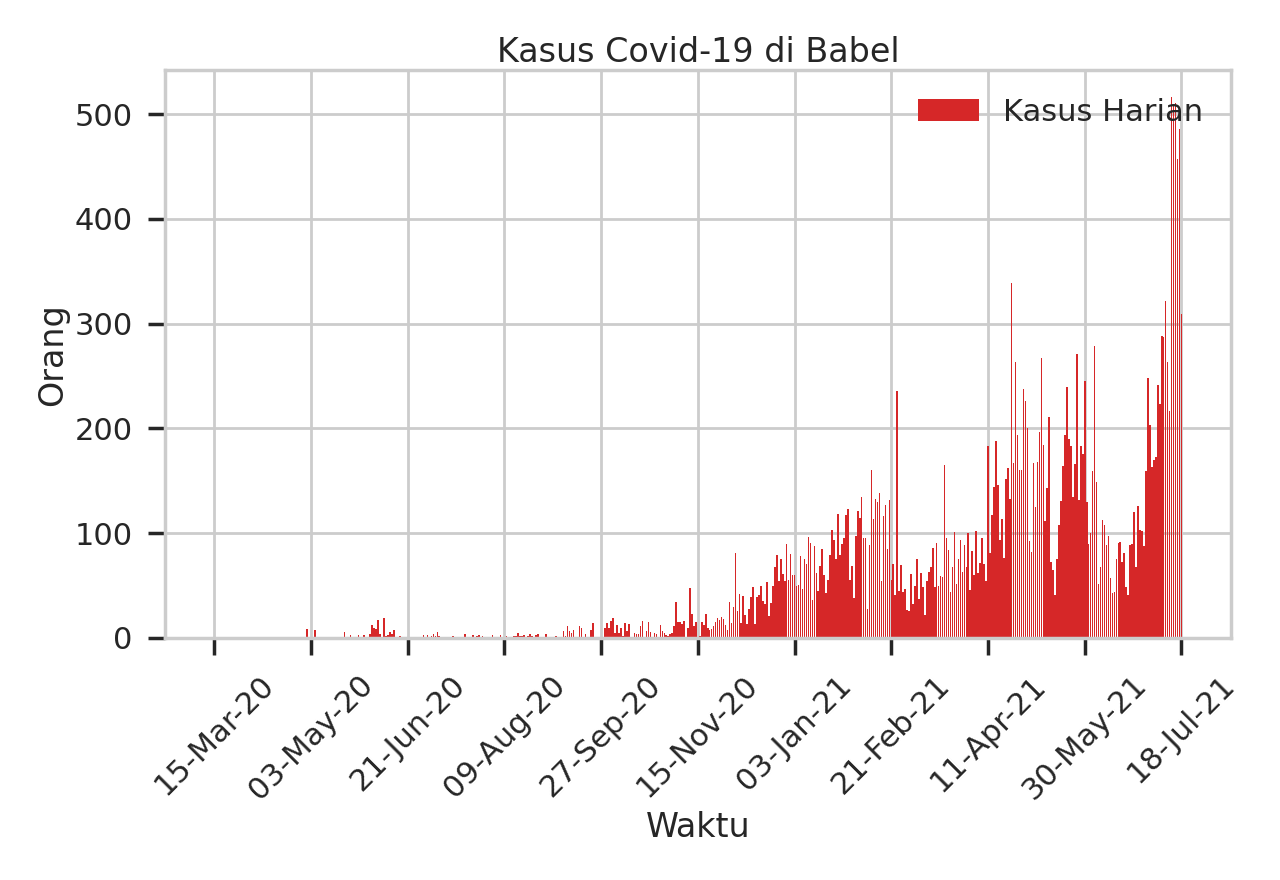 Kasus Covid-19 di Babel
Kasus Harian
500
400
300
200
100
0
Orang
15-Mar-20
03-May-20
21-Jun-20
09-Aug-20
27-Sep-20
15-Nov-20
03-Jan-21
21-Feb-21
11-Apr-21
30-May-21
18-Jul-21
Waktu